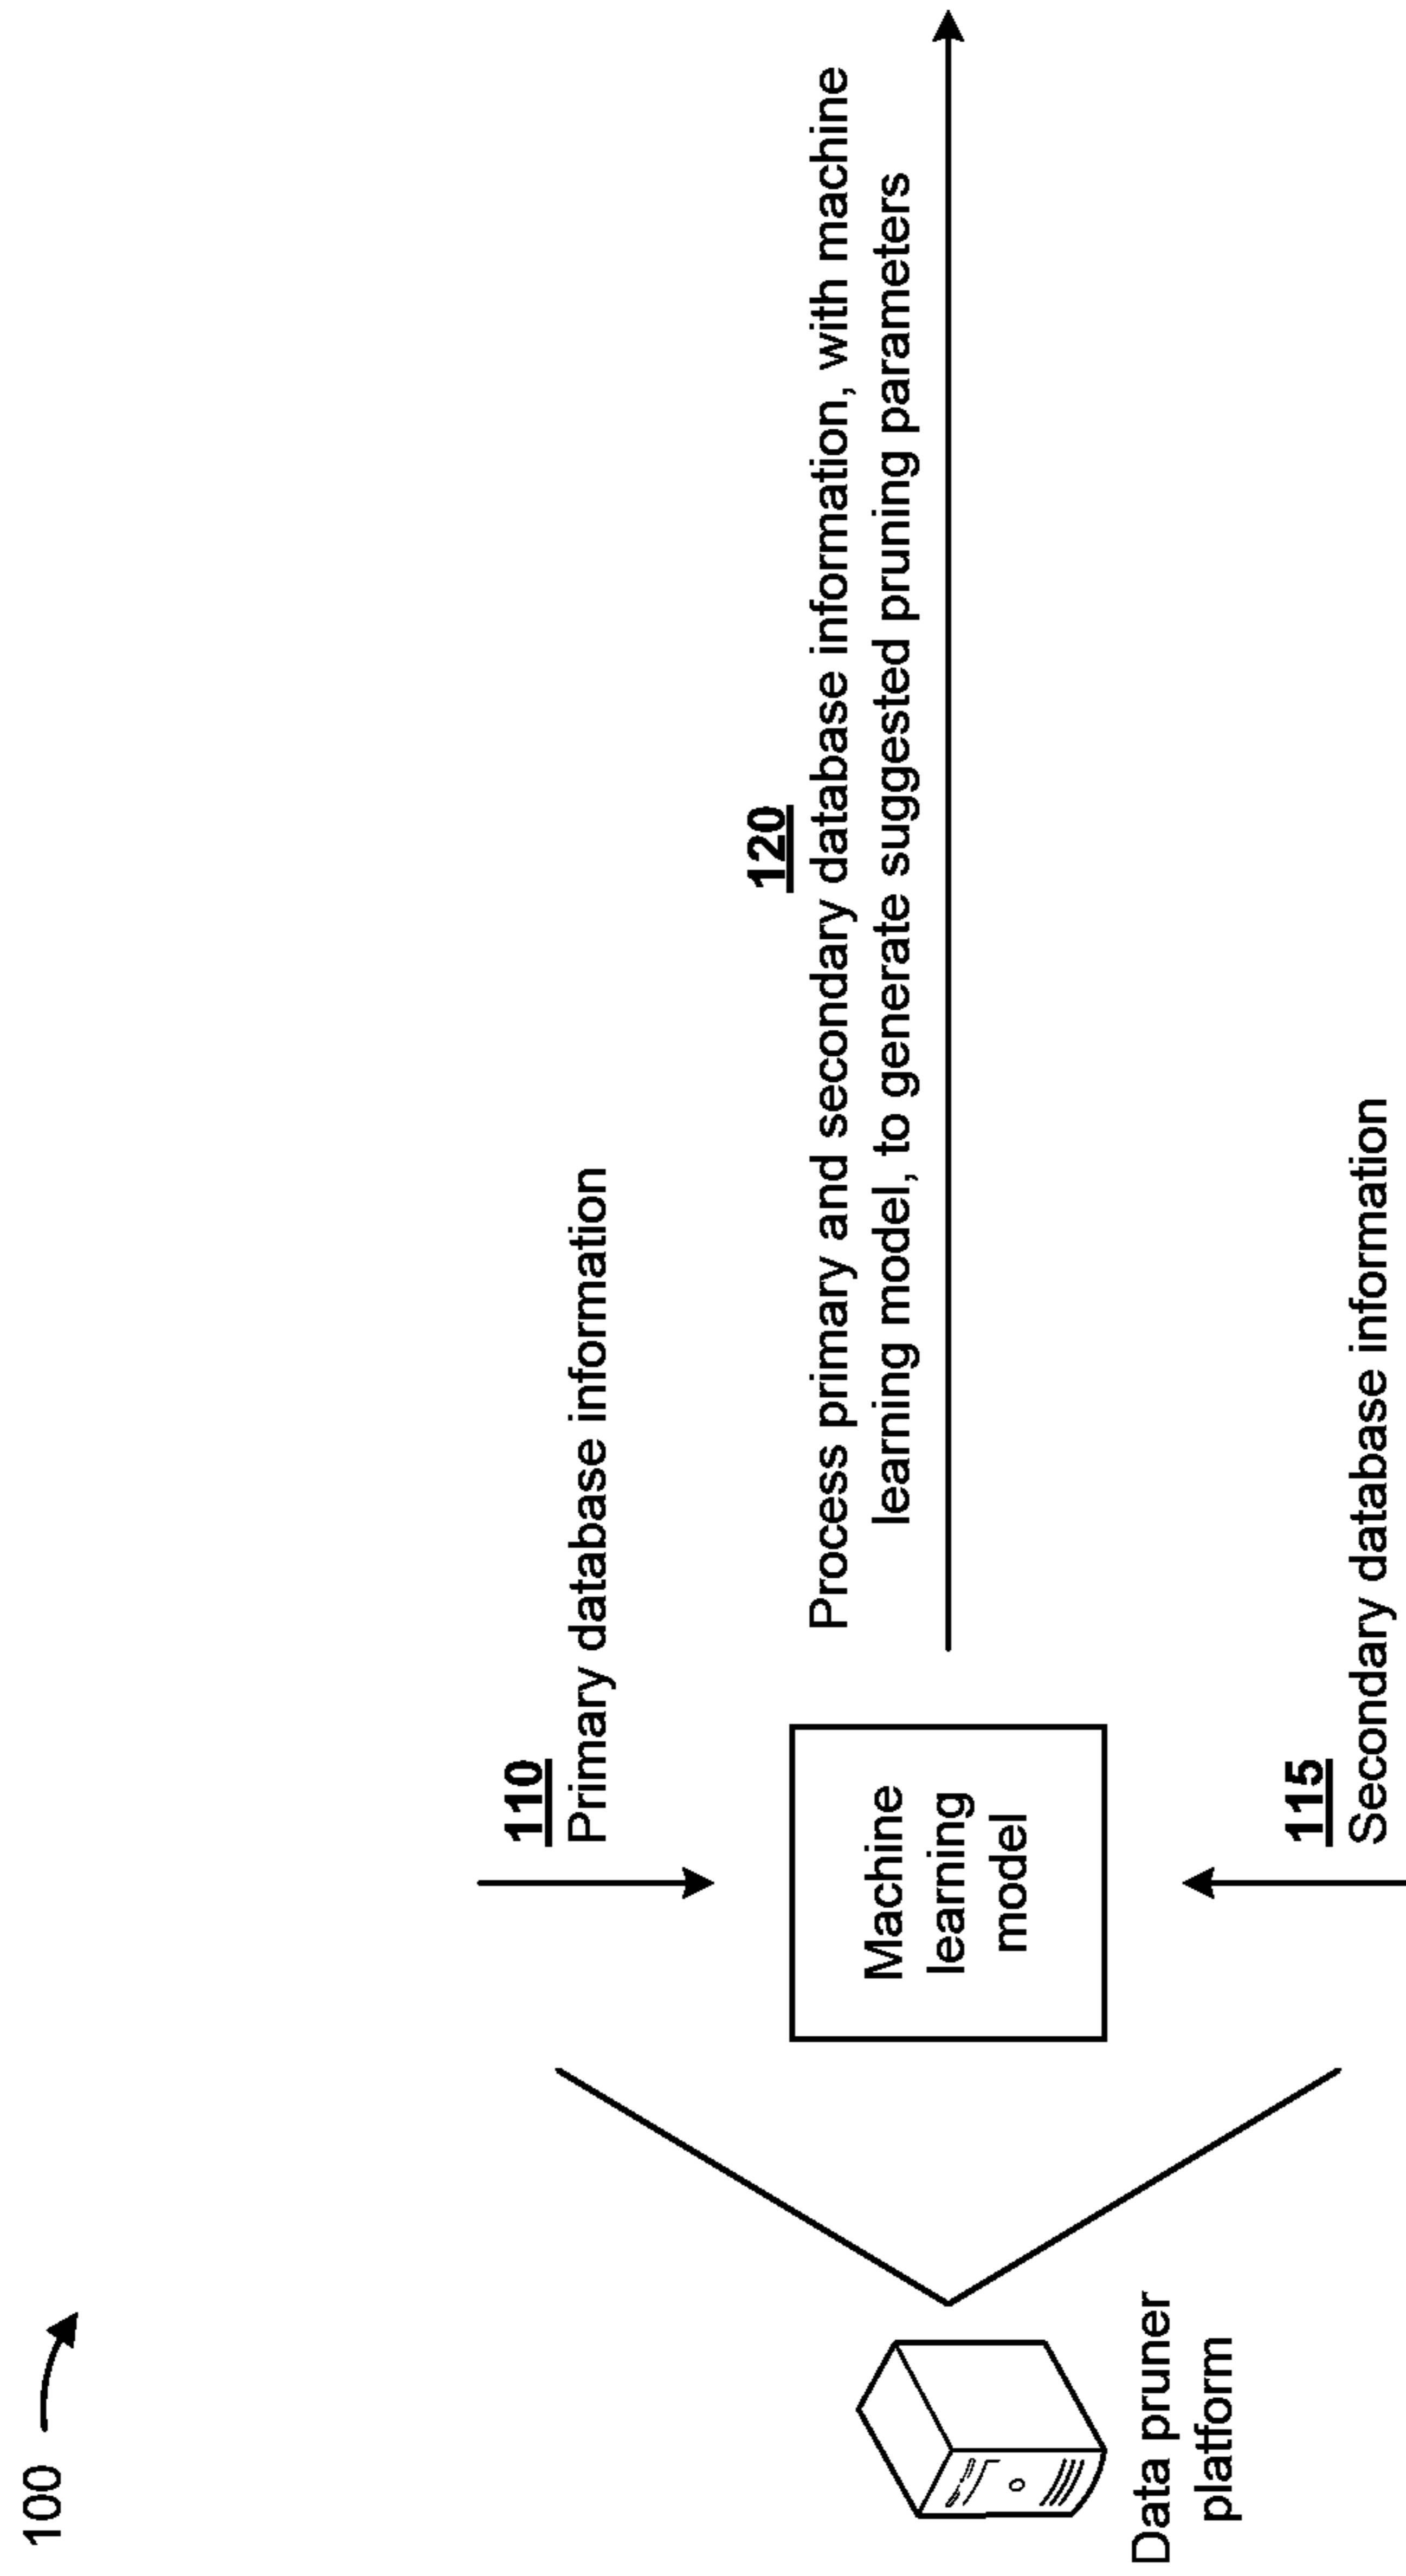 100
110
Primary database information
120
Process primary and secondary database information, with machine
learning model, to generate suggested pruning parameters
Machine
learning
model
Data pruner
platform
115
Secondary database information